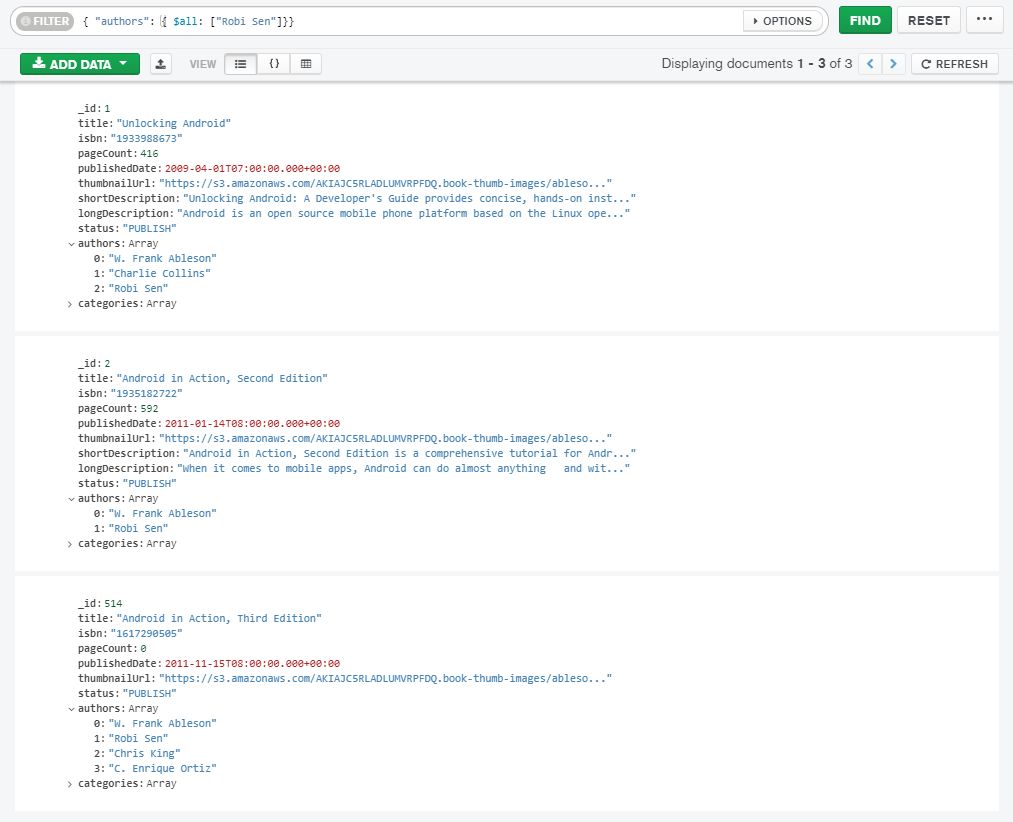 FILTER { "authors": { $all: ["Robi Sen"]}} OPTIONS FIND RESET ...
ADD DATA VIEW {} Displaying documents 1 - 3 of 3 < > REFRESH
_id: 1
title: "Unlocking Android"
isbn: "1933988673"
pageCount: 416
publishedDate: 2009-04-01T07:00:00.000+00:00
thumbnailUrl: "https://s3.amazonaws.com/AKIAJC5RLADLUMVRPFDQ.book-thumb-images/ableso..."
shortDescription: "Unlocking Android: A Developer's Guide provides concise, hands-on inst..."
longDescription: "Android is an open source mobile phone platform based on the Linux ope..."
status: "PUBLISH"
authors: Array
0: "W. Frank Ableson"
1: "Charlie Collins"
2: "Robi Sen"
categories: Array
_id: 2
title: "Android in Action, Second Edition"
isbn: "1935182722"
pageCount: 592
publishedDate: 2011-01-14T08:00:00.000+00:00
thumbnailUrl: "https://s3.amazonaws.com/AKIAJC5RLADLUMVRPFDQ.book-thumb-images/ableso..."
shortDescription: "Android in Action, Second Edition is a comprehensive tutorial for Andr..."
longDescription: "When it comes to mobile apps, Android can do almost anything   and wit..."
status: "PUBLISH"
authors: Array
0: "W. Frank Ableson"
1: "Robi Sen"
categories: Array
_id: 514
title: "Android in Action, Third Edition"
isbn: "1617290505"
pageCount: 0
publishedDate: 2011-11-15T08:00:00.000+00:00
thumbnailUrl: "https://s3.amazonaws.com/AKIAJC5RLADLUMVRPFDQ.book-thumb-images/ableso..."
status: "PUBLISH"
authors: Array
0: "W. Frank Ableson"
1: "Robi Sen"
2: "Chris King"
3: "C. Enrique Ortiz"
categories: Array